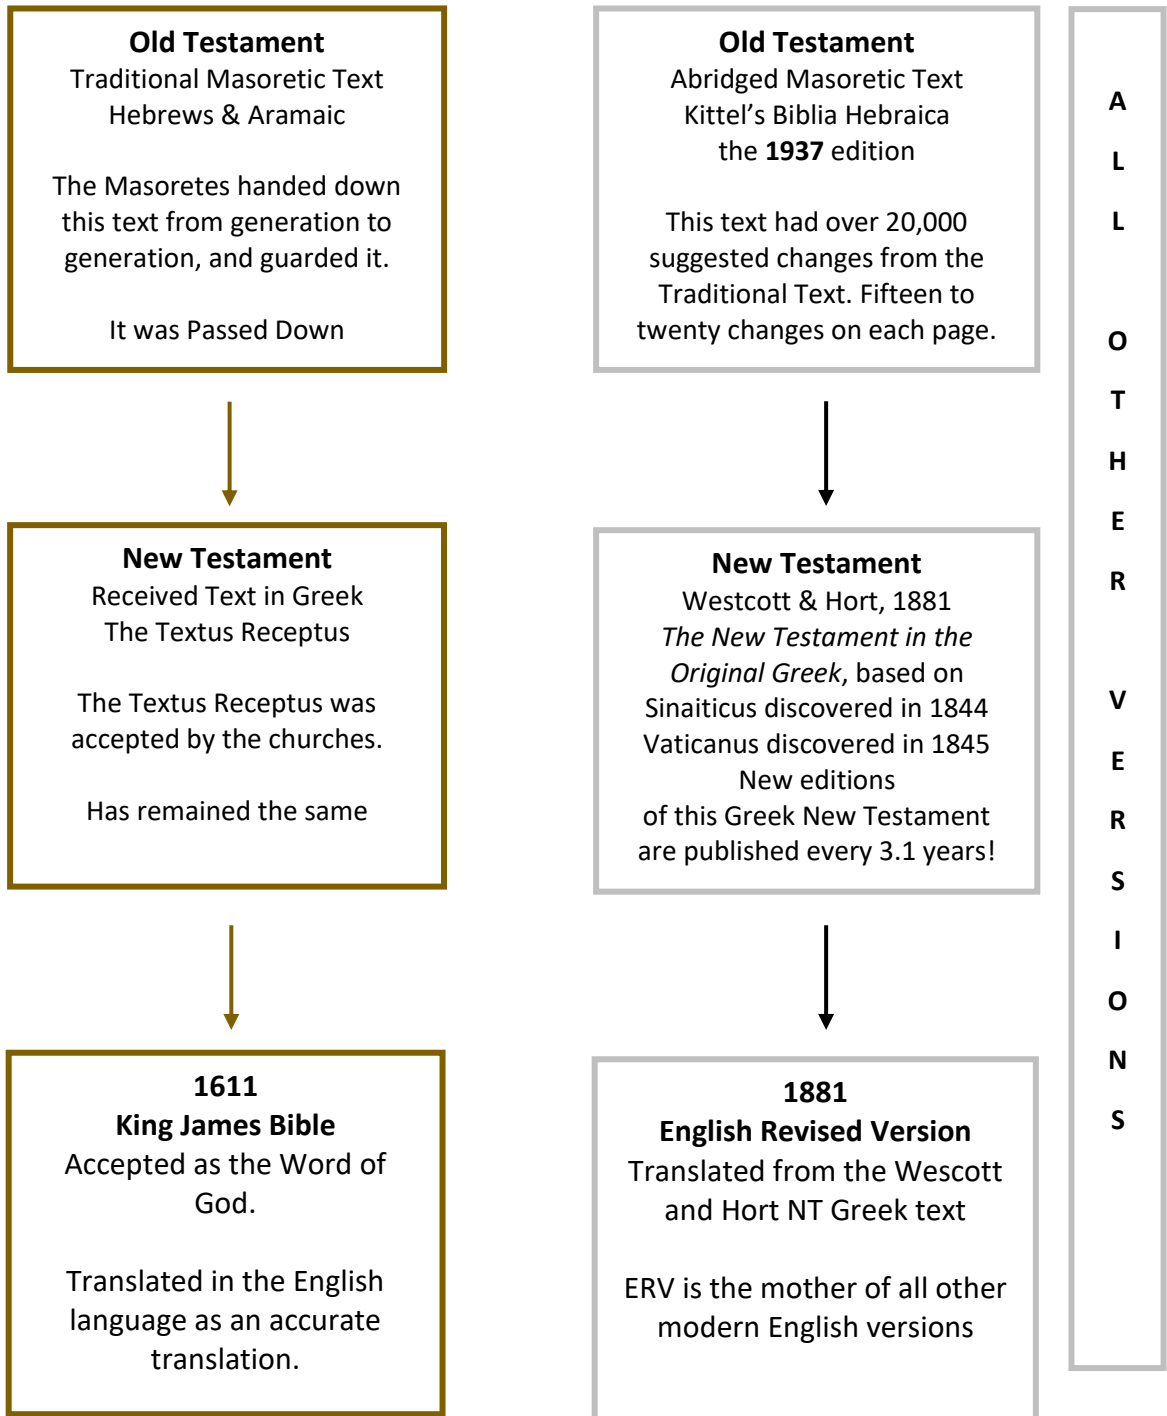 Old Testament
Traditional Masoretic Text
Hebrews & Aramaic
The Masoretes handed down
this text from generation to
generation, and guarded it.
It was Passed Down
New Testament
Received Text in Greek
The Textus Receptus
The Textus Receptus was
accepted by the churches.
Has remained the same
1611
King James Bible
Accepted as the Word of
God.
Translated in the English
language as an accurate
translation.
Old Testament
Abridged Masoretic Text
Kittel’s Biblia Hebraica
the 1937 edition
This text had over 20,000
suggested changes from the
Traditional Text. Fifteen to
twenty changes on each page.
New Testament
Westcott & Hort, 1881
The New Testament in the
Original Greek, based on
Sinaiticus discovered in 1844
Vaticanus discovered in 1845
New editions
of this Greek New Testament
are published every 3.1 years!
1881
English Revised Version
Translated from the Wescott
and Hort NT Greek text
ERV is the mother of all other
modern English versions
A
L
L
O
T
H
E
R
V
E
R
S
I
O
N
S